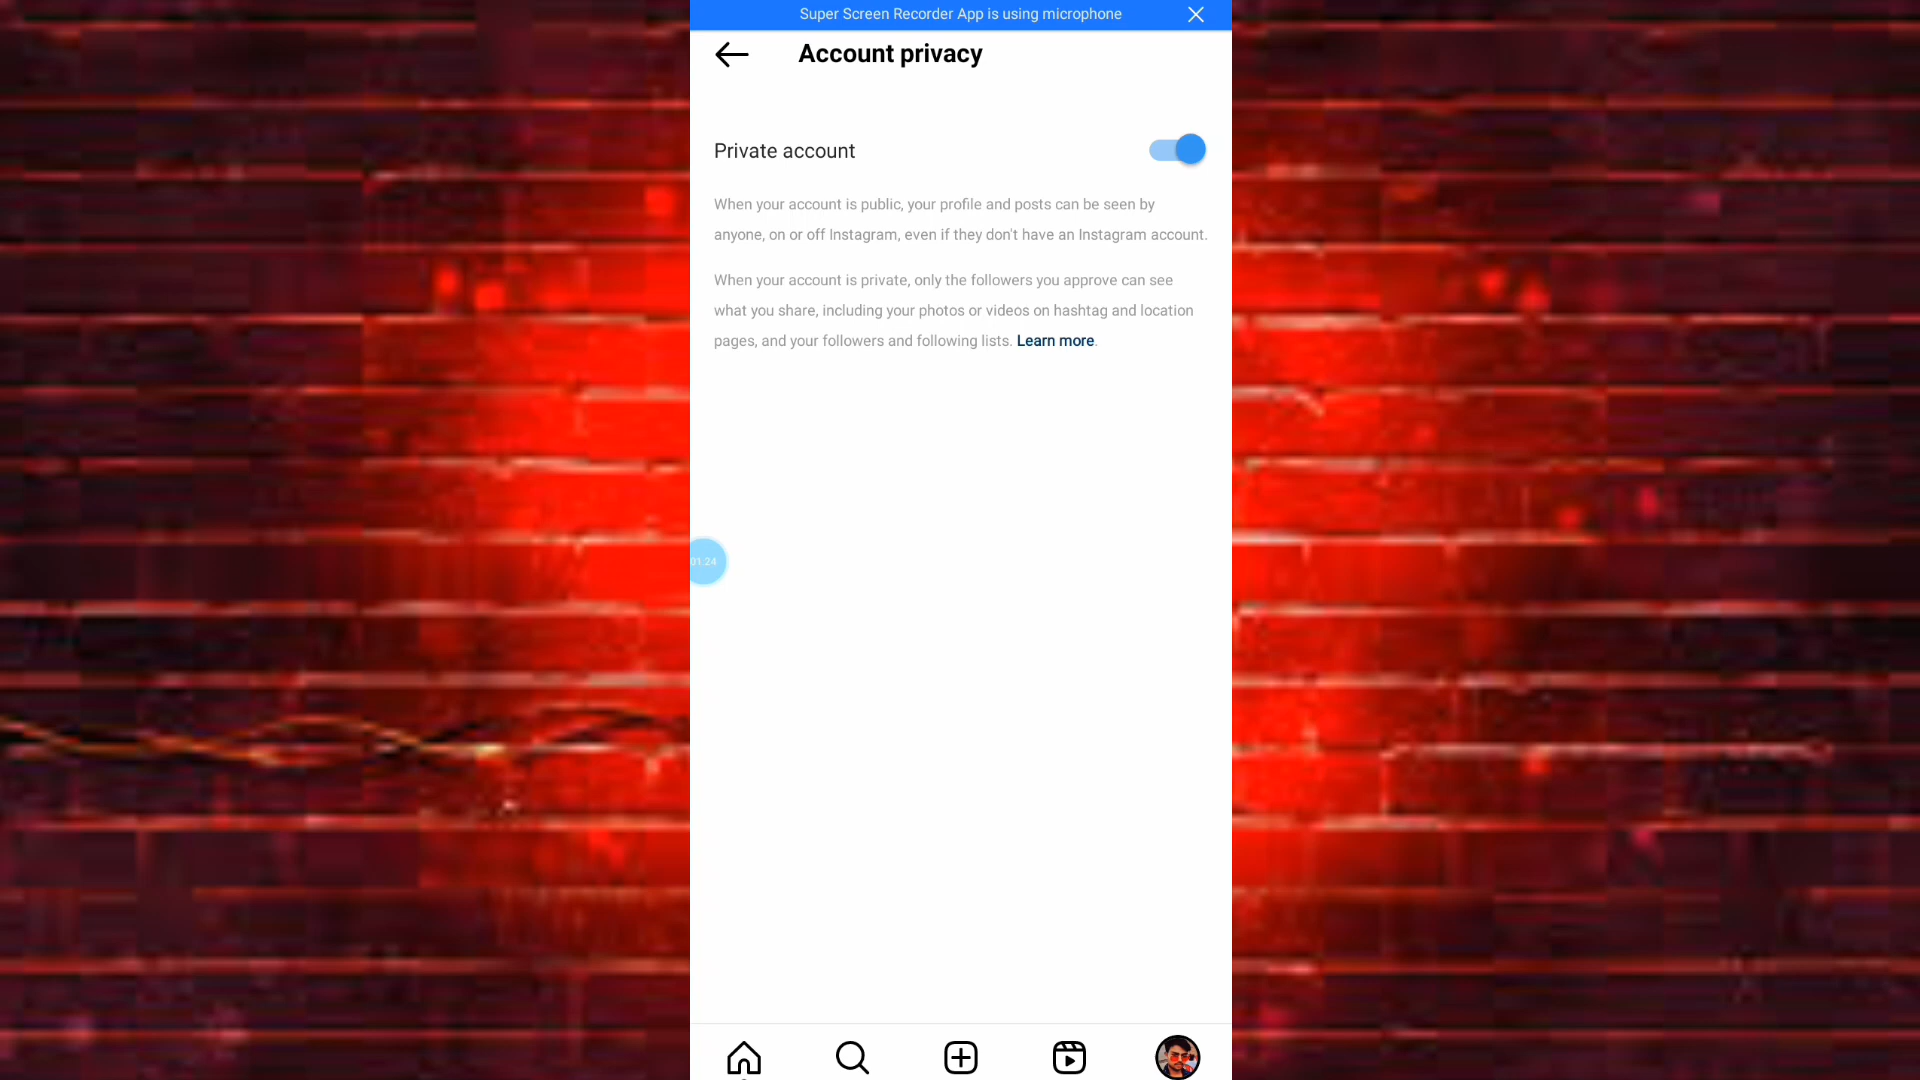 Super Screen Recorder App is using microphone
Account privacy
Private account
When your account is public, your profile and posts can be seen by
anyone, on or off Instagram, even if they don't have an Instagram account.
When your account is private, only the followers you approve can see
what you share, including your photos or videos on hashtag and location
pages, and your followers and following lists. Learn more.
01:24